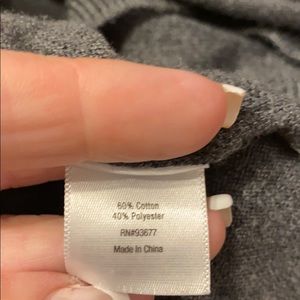 60% Cotton
40% Polyester
RN#93677
Made In China